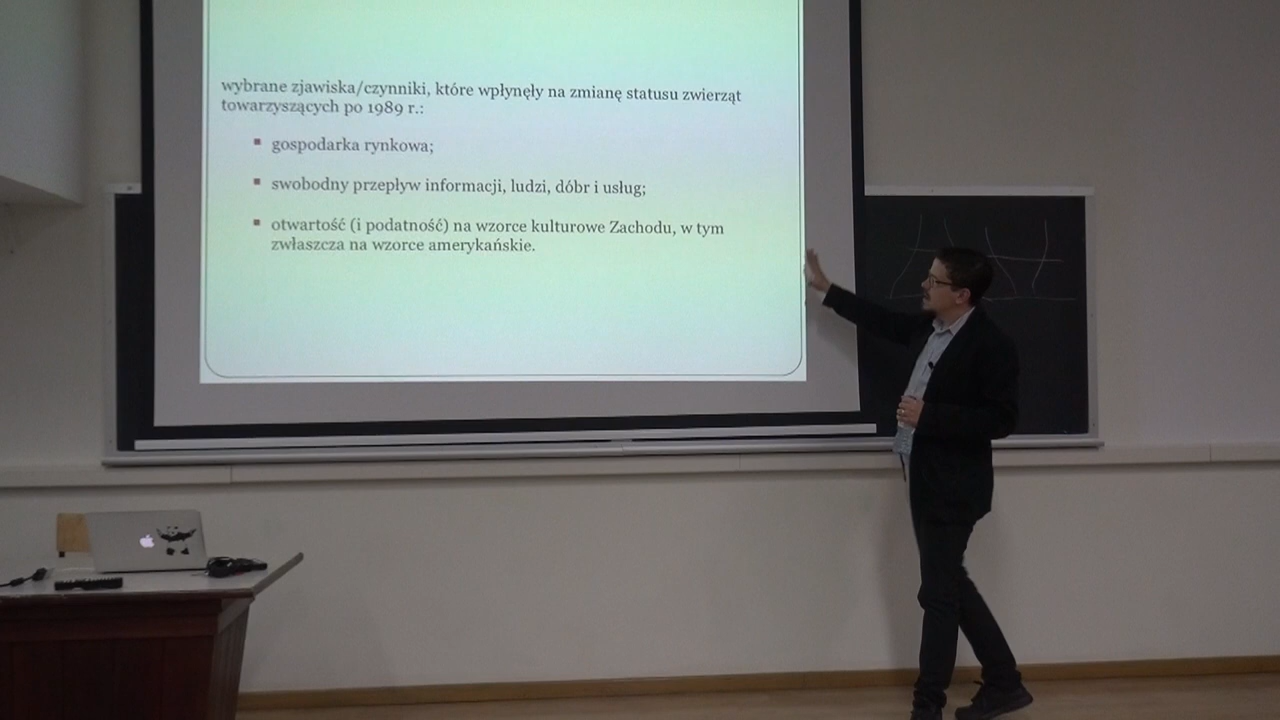 wybrane zjawiska/czynniki, które wpłynęły na zmianę statusu zwierząt
towarzyszących po 1989 r.:
▪ gospodarka rynkowa;
▪ swobodny przepływ informacji, ludzi, dóbr i usług;
▪ otwartość (i podatność) na wzorce kulturowe Zachodu, w tym
zwłaszcza na wzorce amerykańskie.